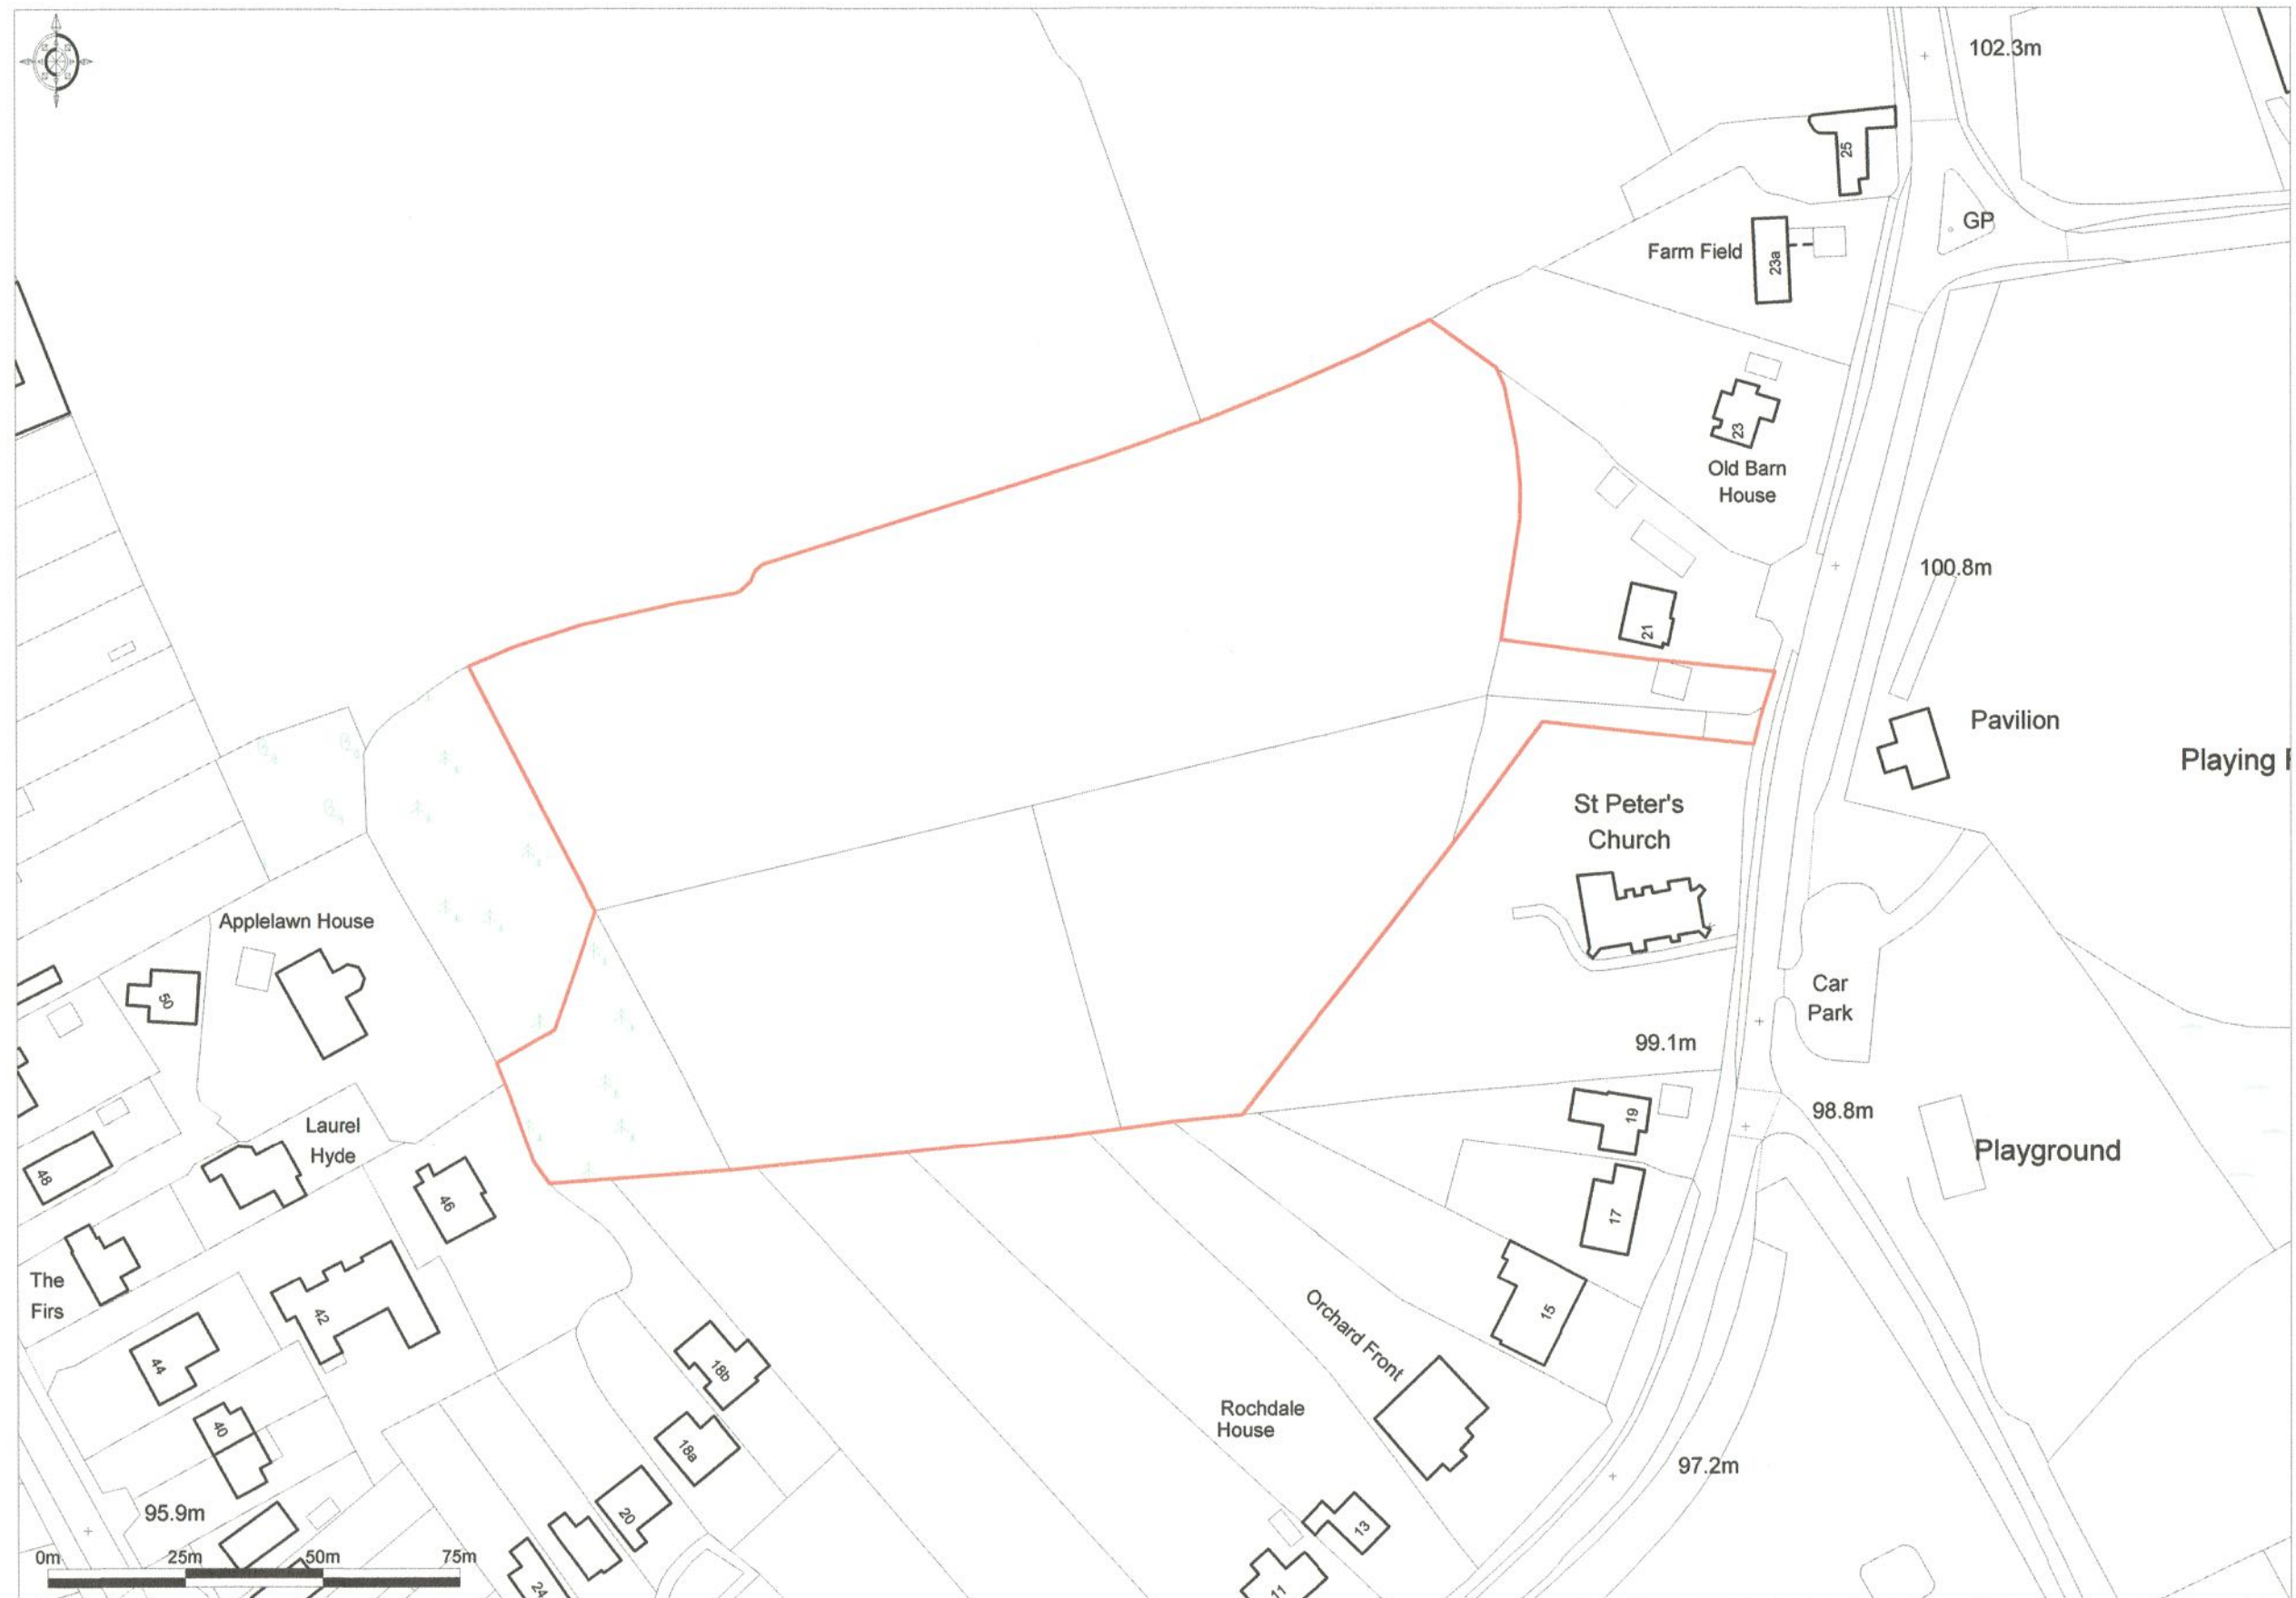 102.3m
25
GP
Farm Field
23a
23
Old Barn
House
100.8m
21
Pavilion
Playing
St Peter's
Church
Applelawn House
50
Car
Park
99.1m
98.8m
19
Laurel
Hyde
Playground
48
46
17
The
Firs
42
15
Orchard Front
44
18b
40
18a
Rochdale
House
97.2m
95.9m
20
13
0m 25m 50m 75m
24
11